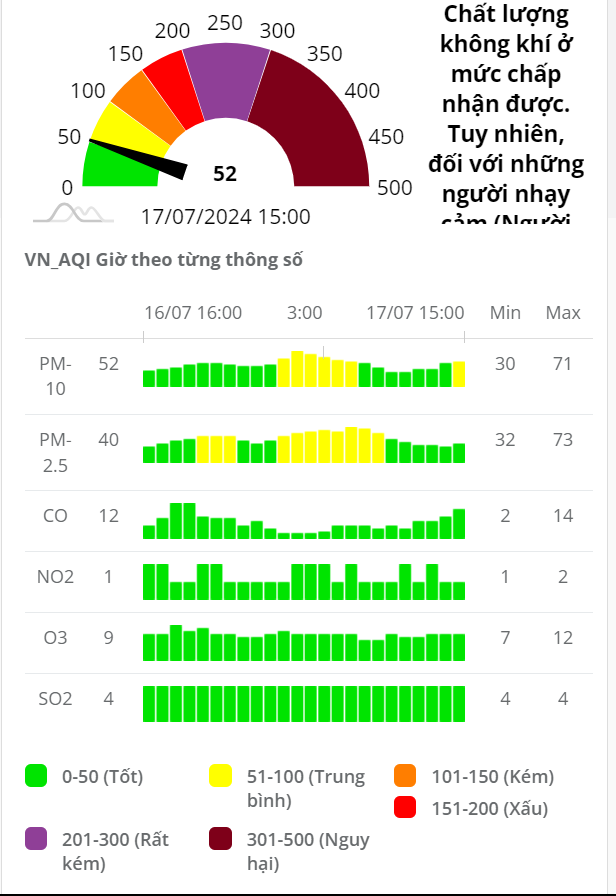 0
50
100
150
200
250
300
350
400
450
500
52
17/07/2024 15:00
Chất lượng
không khí ở
mức chấp
nhận được.
Tuy nhiên,
đối với những
người nhạy
cảm (Người
VN_AQI Giờ theo từng thông số
16/07 16:00 3:00 17/07 15:00 Min Max
PM-
10
52 30 71
PM-
2.5
40 32 73
CO 12 2 14
NO2 1 1 2
O3 9 7 12
SO2 4 4 4
0-50 (Tốt)
51-100 (Trung
bình)
101-150 (Kém)
151-200 (Xấu)
201-300 (Rất
kém)
301-500 (Nguy
hại)